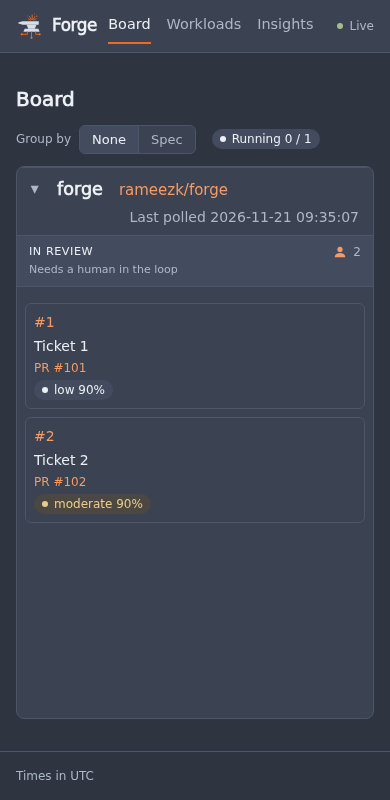 Forge Board Workloads Insights Live
Board
Group by None Spec Running 0 / 1
▼ forge rameezk/forge
Last polled 2026-11-21 09:35:07
IN REVIEW 2
Needs a human in the loop
#1
Ticket 1
PR #101
low 90%
#2
Ticket 2
PR #102
moderate 90%
Times in UTC